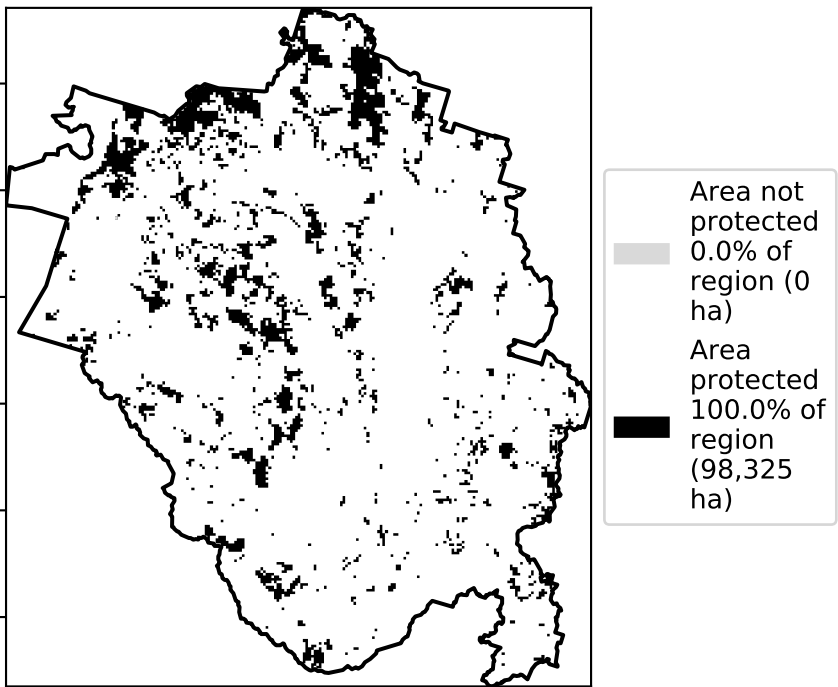 Area not
protected
0.0% of
region (0
ha)
Area
protected
100.0% of
region
(98,325
ha)